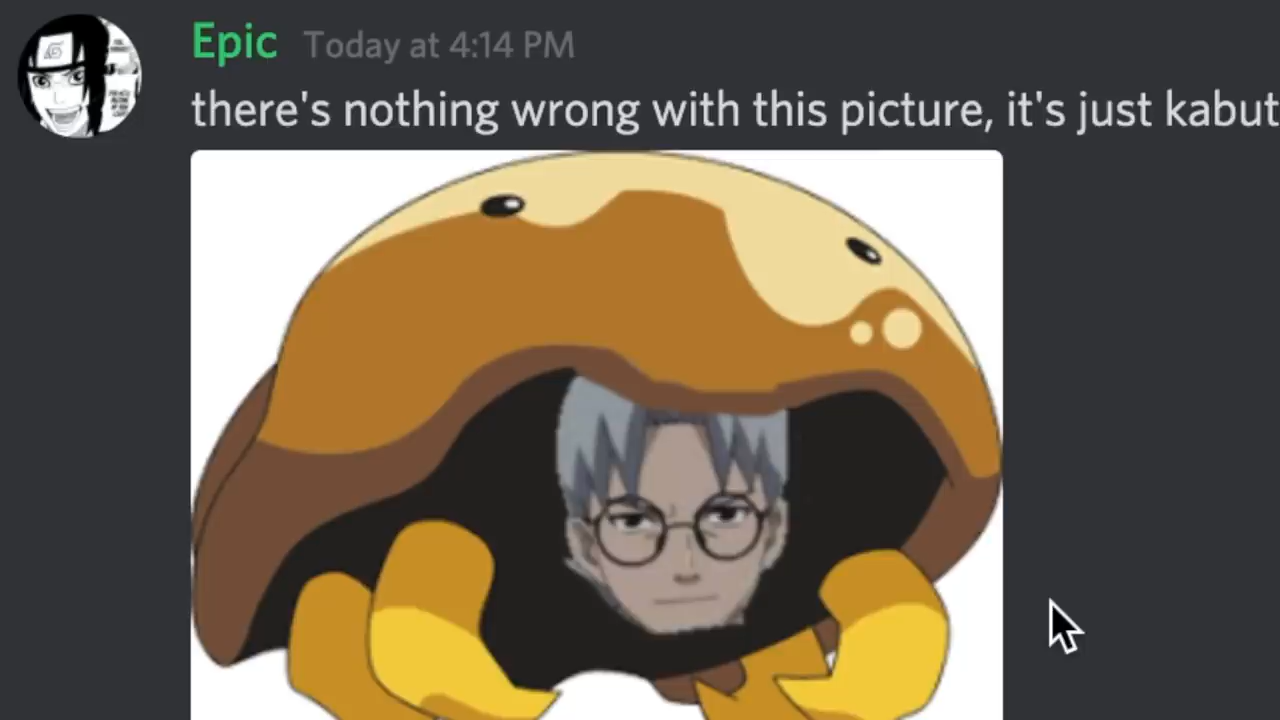 Epic Today at 4:14 PM
there's nothing wrong with this picture, it's just kabut